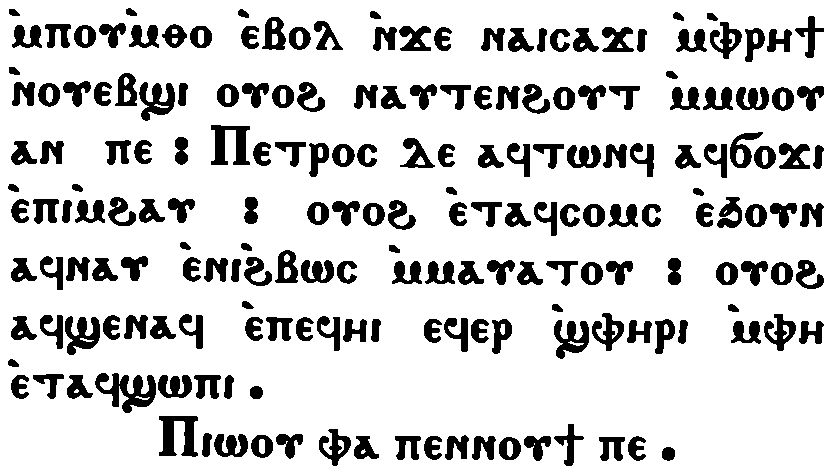 ⲙ̀ⲡⲟⲩⲙ̀ⲑⲟ ⲉ̀ⲃⲟⲗ ⲛ̀ϫⲉ ⲛⲁⲓⲥⲁϫⲓ ⲙ̀ⲫ̀ⲣⲏϯ
ⲛ̀ⲟⲩⲉⲃϣⲓ ⲟⲩⲟϩ ⲛⲁⲩⲧⲉⲛϩⲟⲩⲧ ⲙ̀ⲙⲱⲟⲩ
ⲁⲛ ⲡⲉ : Ⲡⲉⲧⲣⲟⲥ ⲇⲉ ⲁϥⲧⲱⲛϥ ⲁϥϭⲟϫⲓ
ⲉ̀ⲡⲓⲙ̀ϩⲁⲩ : ⲟⲩⲟϩ ⲉ̀ⲧⲁϥⲥⲟⲙⲥ ⲉ̀ϧⲟⲩⲛ
ⲁϥⲛⲁⲩ ⲉ̀ⲛⲓϩ̀ⲃⲱⲥ ⲙ̀ⲙⲁⲩⲁⲧⲟⲩ : ⲟⲩⲟϩ
ⲁϥϣⲉⲛⲁϥ ⲉ̀ⲡⲉϥⲏⲓ ⲉϥⲉⲣ ϣ̀ⲫⲏⲣⲓ ⲙ̀ⲫⲏ
ⲉ̀ⲧⲁϥϣⲱⲡⲓ .
Ⲡⲓⲱⲟⲩ ⲫⲁ ⲡⲉⲛⲛⲟⲩϯ ⲡⲉ .